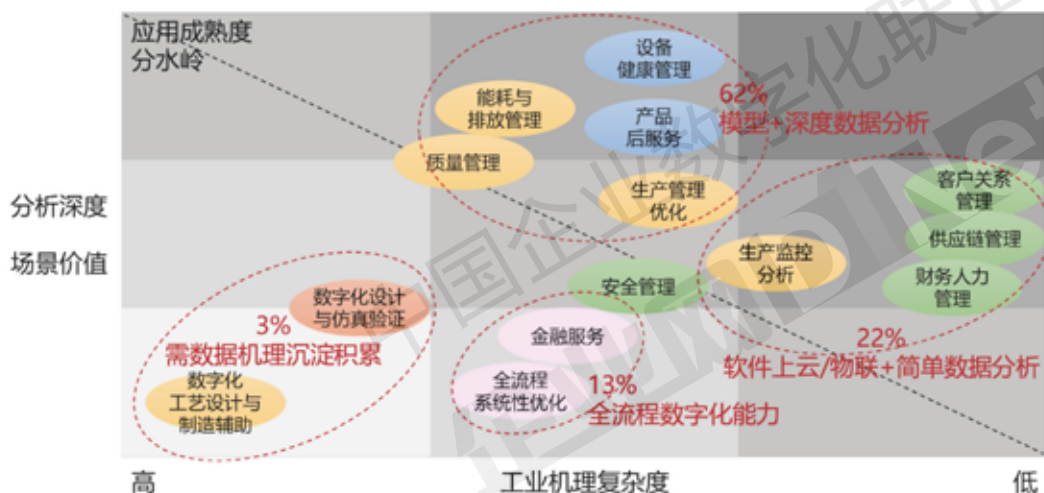 应用成熟度
分水岭
设备
健康管理
能耗与
排放管理
62%
模型+深度数据分析
产品
后服务
质量管理
分析深度
场景价值
生产管理
优化
客户关系
管理
供应链管理
生产监控
分析
财务人力
管理
安全管理
数字化设计
与仿真验证
3%
需数据机理沉淀积累
金融服务
22%
软件上云/物联+简单数据分析
数字化
工艺设计与
制造辅助
全流程
系统性优化
13%
全流程数字化能力
高
工业机理复杂度
低
中国企业数字化联